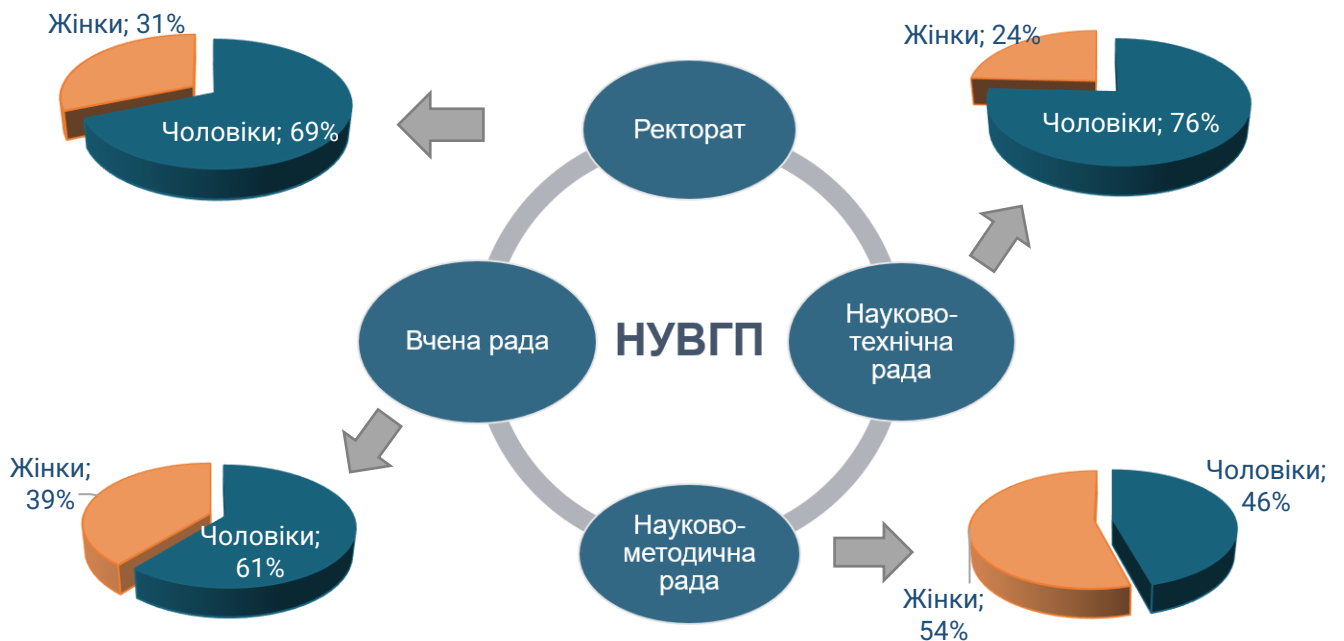 Жінки; 31%
Чоловіки; 69%
Ректорат
Жінки; 24%
Чоловіки; 76%
Вчена рада
НУВГП
Науково-
технічна
рада
Жінки;
39%
Чоловіки;
61%
Науково-
методична
рада
Чоловіки;
46%
Жінки;
54%